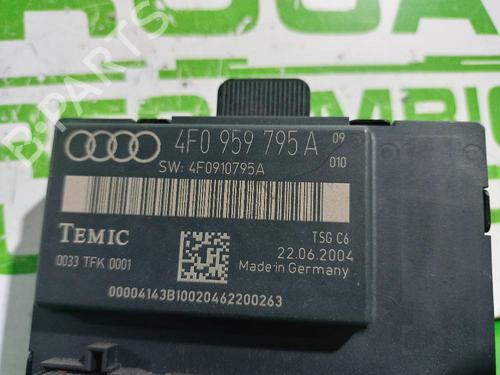 4F0 959 795 A 09
010
SW: 4F0910795A
TEMIC
TSG C6
22.06.2004
0033 TFK 0001
Made in Germany
00004143B10020462200263
B-PARTS